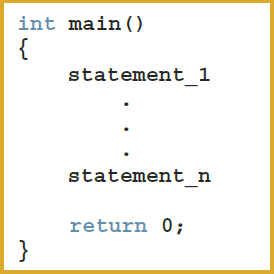 int main()
{
statement_1
.
.
.
statement_n
return 0;
}